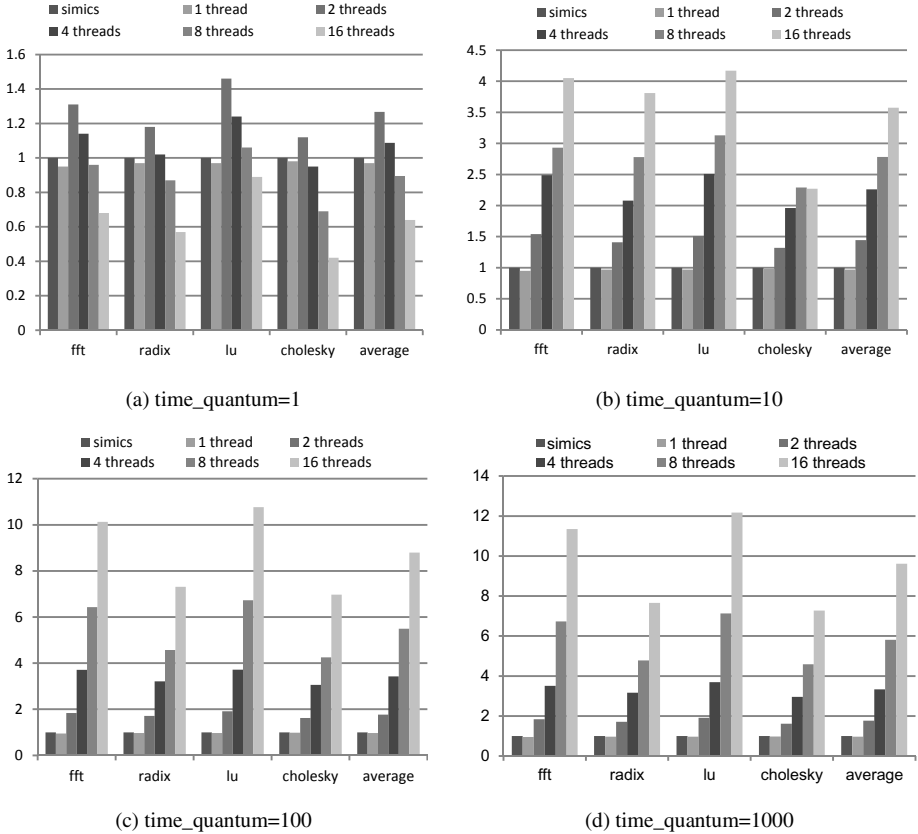 simics 1 thread 2 threads
4 threads 8 threads 16 threads
1.6
1.4
1.2
1
0.8
0.6
0.4
0.2
0
fft radix lu cholesky average
(a) time_quantum=1
simics 1 thread 2 threads
4 threads 8 threads 16 threads
4.5
4
3.5
3
2.5
2
1.5
1
0.5
0
fft radix lu cholesky average
(b) time_quantum=10
simics 1 thread 2 threads
4 threads 8 threads 16 threads
12
10
8
6
4
2
0
fft radix lu cholesky average
(c) time_quantum=100
simics 1 thread 2 threads
4 threads 8 threads 16 threads
14
12
10
8
6
4
2
0
fft radix lu cholesky average
(d) time_quantum=1000